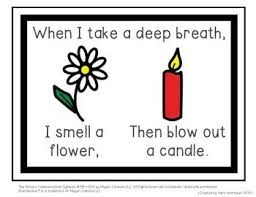 When I take a deep breath,
I smell a
flower,
Then blow out
a candle.